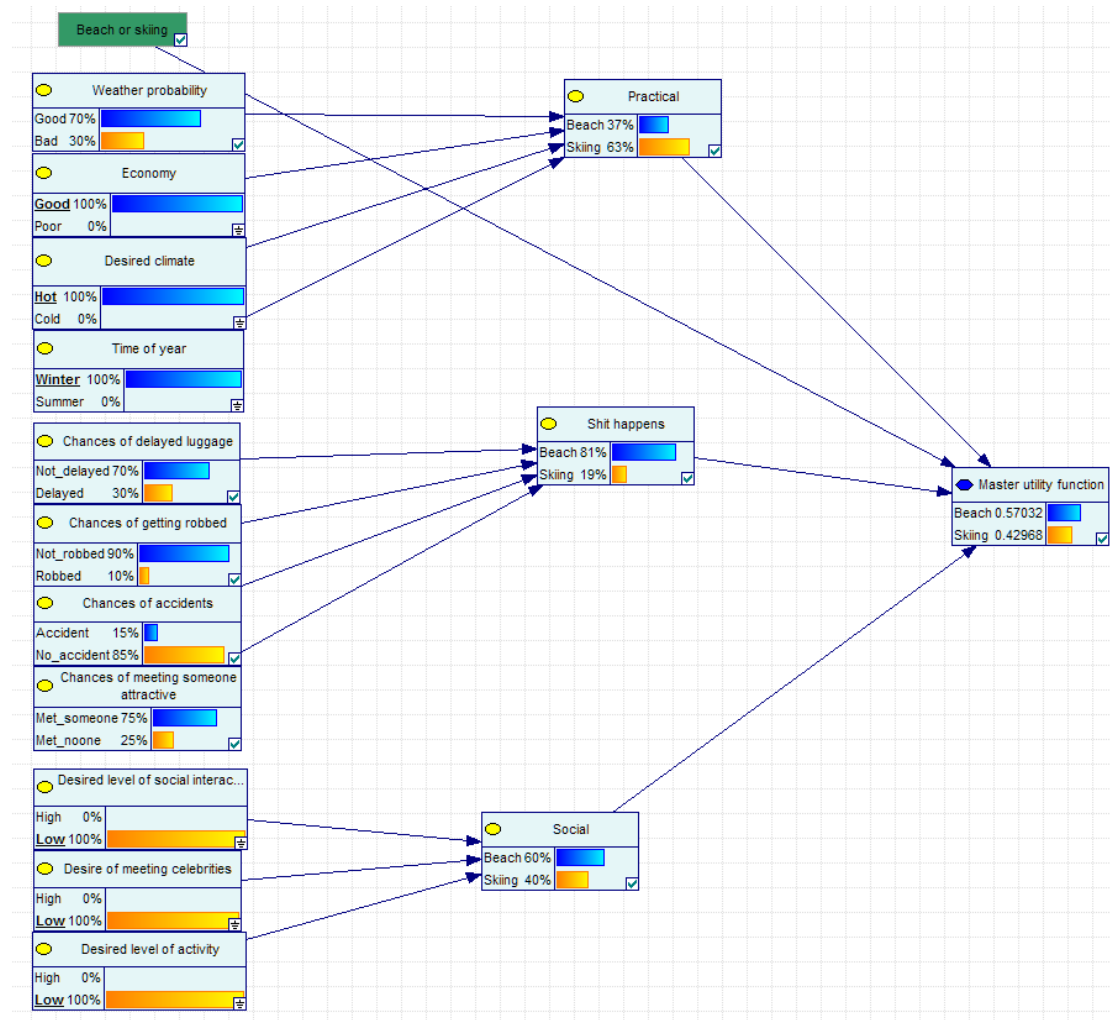 Beach or skiing
Weather probability
Good 70%
Bad 30%
Economy
Good 100%
Poor 0%
Desired climate
Hot 100%
Cold 0%
Time of year
Winter 100%
Summer 0%
Chances of delayed luggage
Not_delayed 70%
Delayed 30%
Chances of getting robbed
Not_robbed 90%
Robbed 10%
Chances of accidents
Accident 15%
No_accident 85%
Chances of meeting someone
attractive
Met_someone 75%
Met_noone 25%
Desired level of social interac...
High 0%
Low 100%
Desire of meeting celebrities
High 0%
Low 100%
Desired level of activity
High 0%
Low 100%
Practical
Beach 37%
Skiing 63%
Shit happens
Beach 81%
Skiing 19%
Social
Beach 60%
Skiing 40%
Master utility function
Beach 0.57032
Skiing 0.42968